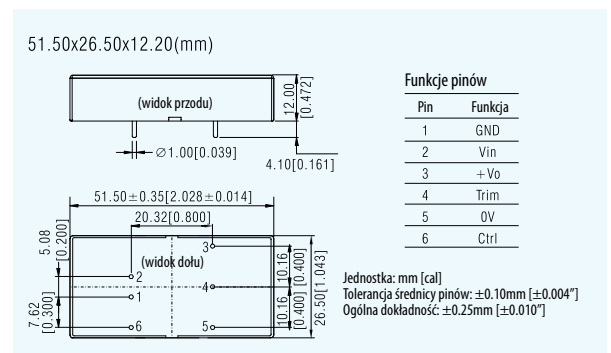 51.50x26.50x12.20(mm)
(widok przodu)
12.00
[0.472]
∅1.00[0.039]
4.10[0.161]
51.50±0.35[2.028±0.014]
20.32[0.800]
5.08
[0.200]
(widok dołu)
3
2
4
1
7.62
[0.300]
6
5
10.16
[0.400]
10.16
[0.400]
26.50[1.043]
Funkcje pinów
Pin Funkcja
1 GND
2 Vin
3 +Vo
4 Trim
5 0V
6 Ctrl
Jednostka: mm [cal]
Tolerancja średnicy pinów: ±0.10mm [±0.004”]
Ogólna dokładność: ±0.25mm [±0.010”]